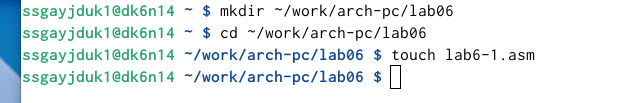 ssgayjduk1@dk6n14 ~ $ mkdir ~/work/arch-pc/lab06
ssgayjduk1@dk6n14 ~ $ cd ~/work/arch-pc/lab06
ssgayjduk1@dk6n14 ~/work/arch-pc/lab06 $ touch lab6-1.asm
ssgayjduk1@dk6n14 ~/work/arch-pc/lab06 $